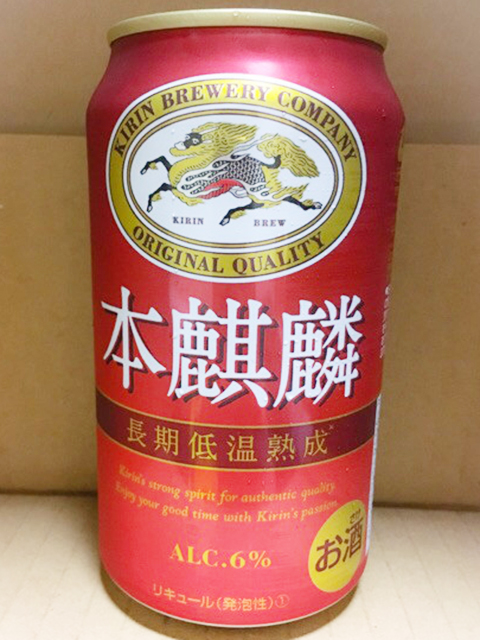 KIRIN BREWERY COMPANY
KIRIN BREW
ORIGINAL QUALITY
本麒麟
長期低温熟成※
Kirin's strong spirit for authentic quality.
Enjoy your good time with Kirin's passion.
ALC.6%
さけ
お酒
リキュール(発泡性)①